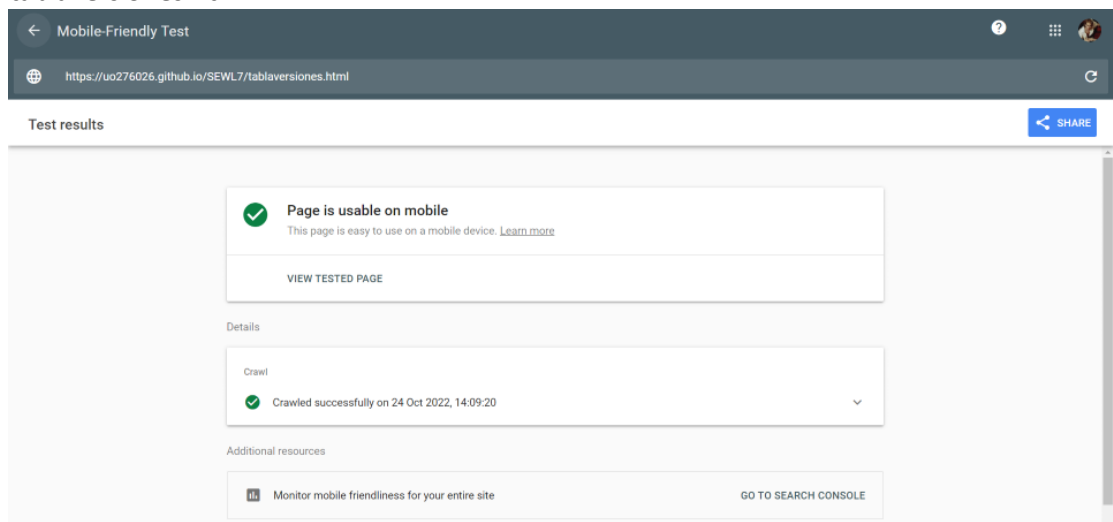 Mobile-Friendly Test
https://uo276026.github.io/SEWL7/tablaversiones.html
Test results
SHARE
Page is usable on mobile
This page is easy to use on a mobile device. Learn more
VIEW TESTED PAGE
Details
Crawl
Crawled successfully on 24 Oct 2022, 14:09:20
Additional resources
Monitor mobile friendliness for your entire site
GO TO SEARCH CONSOLE